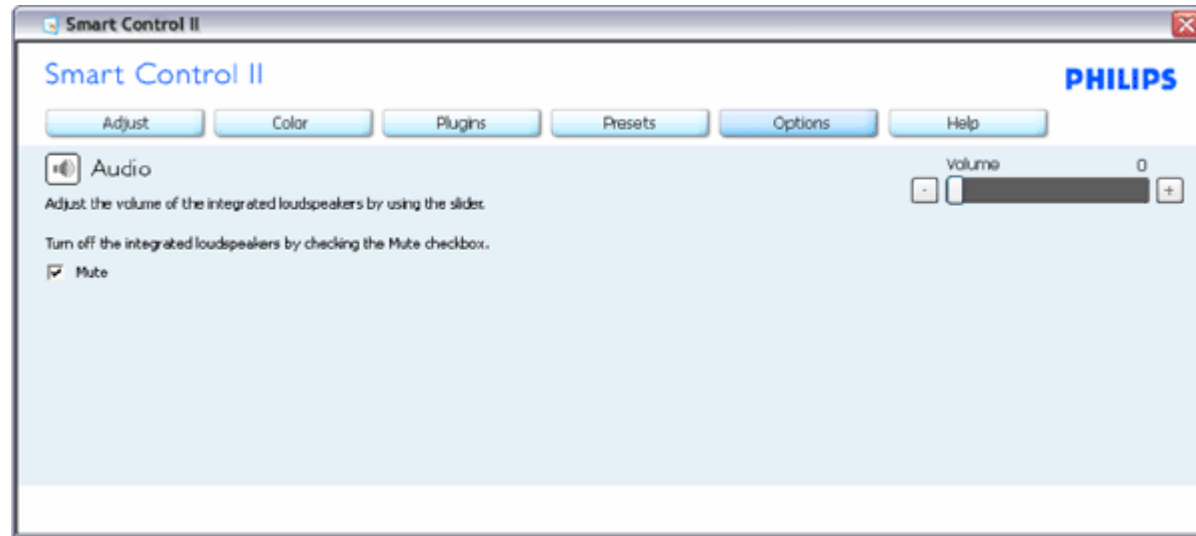 Smart Control II
Smart Control II
PHILIPS
Adjust Color Plugins Presets Options Help
Audio
Volume 0
- +
Adjust the volume of the integrated loudspeakers by using the slider.
Turn off the integrated loudspeakers by checking the Mute checkbox.
Mute